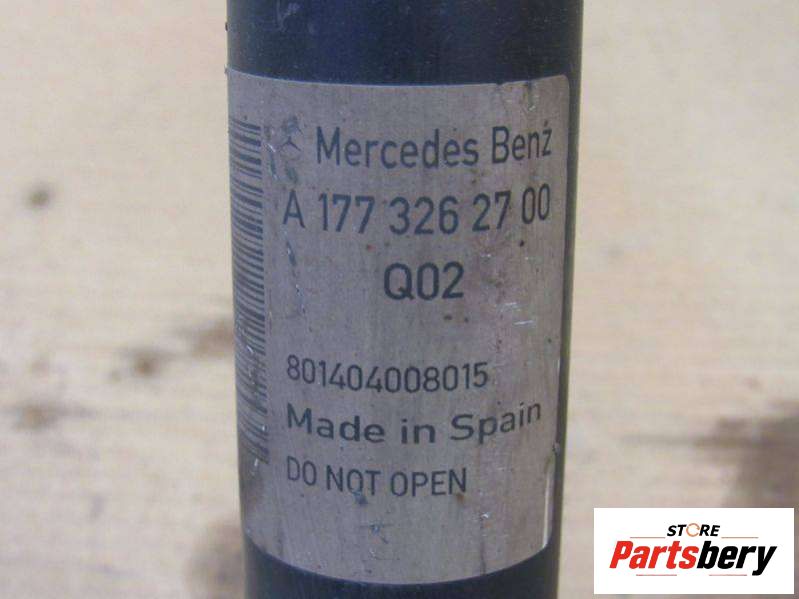 Mercedes Benz
A 177 326 27 00
Q02
801404008015
Made in Spain
DO NOT OPEN
STORE
Partsbery